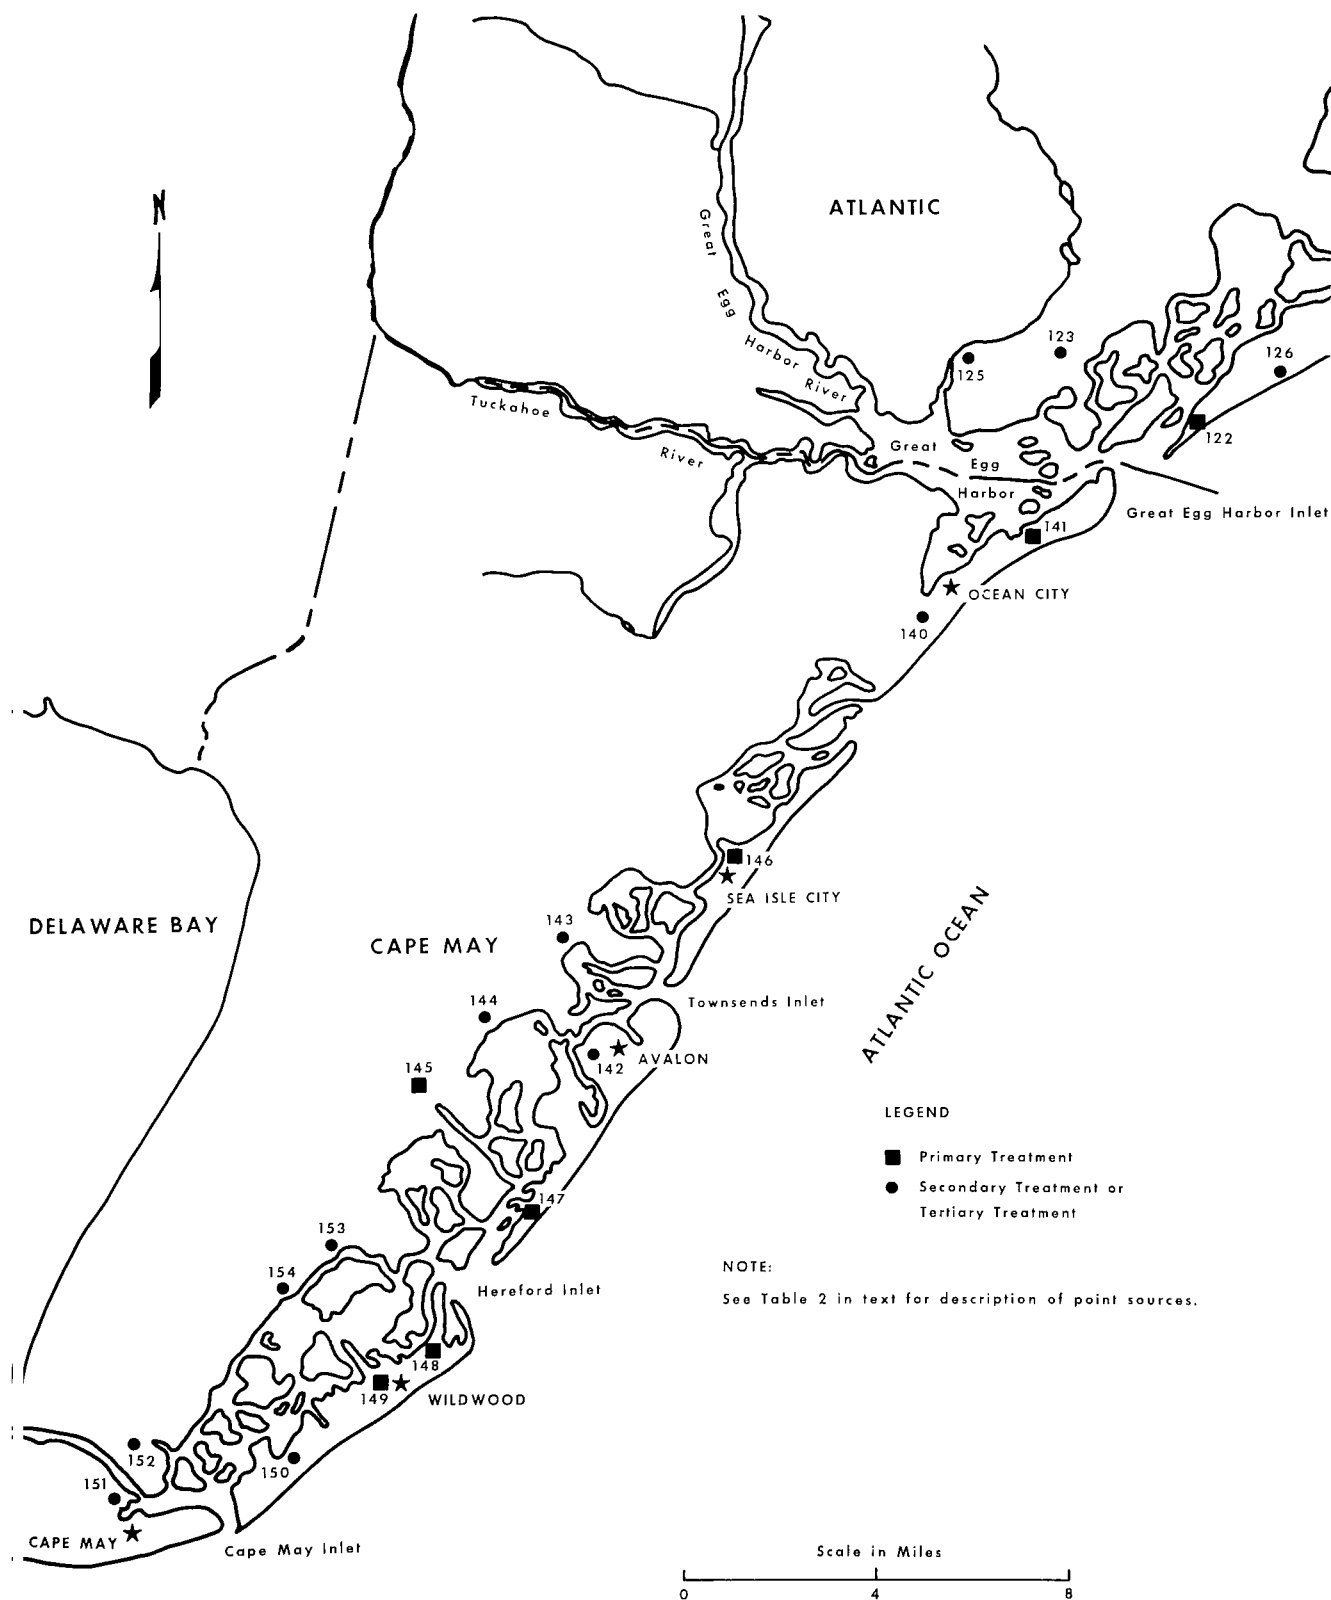 N
ATLANTIC
Great
Egg
Harbor
River
123
125
126
122
Tuckahoe
River
Great
Egg
Harbor
Great Egg Harbor Inlet
141
OCEAN CITY
140
146
SEA ISLE CITY
DELAWARE BAY
CAPE MAY
143
ATLANTIC OCEAN
144
Townsends Inlet
AVALON
142
145
LEGEND
Primary Treatment
Secondary Treatment or
Tertiary Treatment
147
153
154
Hereford Inlet
NOTE:
See Table 2 in text for description of point sources.
148
149
WILDWOOD
152
150
151
CAPE MAY
Cape May Inlet
Scale in Miles
0 4 8